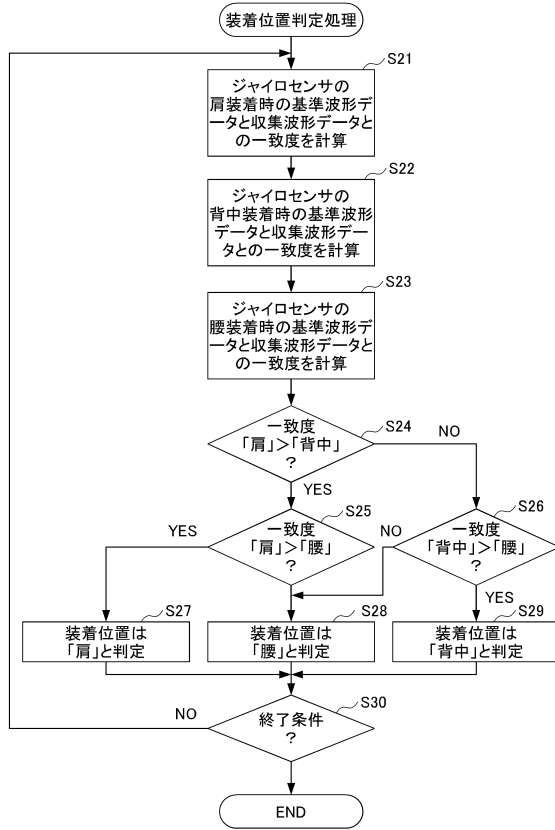 装着位置判定処理
S21
ジャイロセンサの
肩装着時の基準波形デ
ータと収集波形データと
の一致度を計算
S22
ジャイロセンサの
背中装着時の基準波形
データと収集波形デー
タとの一致度を計算
S23
ジャイロセンサの
腰装着時の基準波形デ
ータと収集波形データと
の一致度を計算
S24
一致度
「肩」>「背中」
?
NO
YES
S25
一致度
「肩」>「腰」
?
YES
S26
一致度
「背中」>「腰」
?
NO
YES
S27
装着位置は
「肩」と判定
S28
装着位置は
「腰」と判定
S29
装着位置は
「背中」と判定
S30
終了条件
?
NO
END